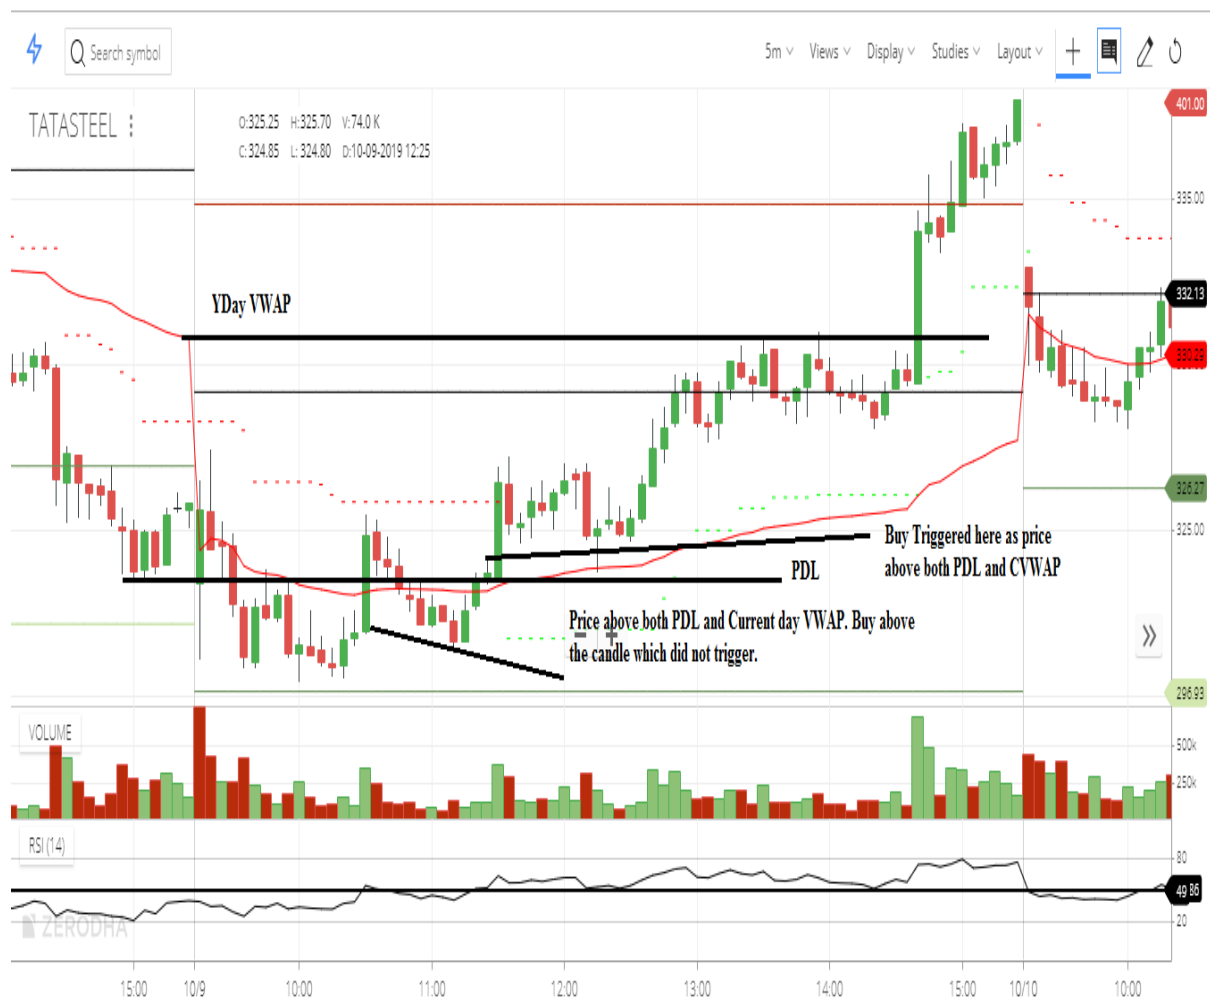 Search symbol
5m Views Display Studies Layout
TATASTEEL
O:325.25 H:325.70 V:74.0 K
C:324.85 L: 324.80 D:10-09-2019 12:25
401.00
335.00
YDay VWAP
332.13
326.27
325.00
Buy Triggered here as price
above both PDL and CVWAP
PDL
Price above both PDL and Current day VWAP. Buy above
the candle which did not trigger.
296.93
VOLUME
500k
250k
RSI (14)
80
49.86
20
ZERODHA
15:00 10/9 10:00 11:00 12:00 13:00 14:00 15:00 10/10 10:00